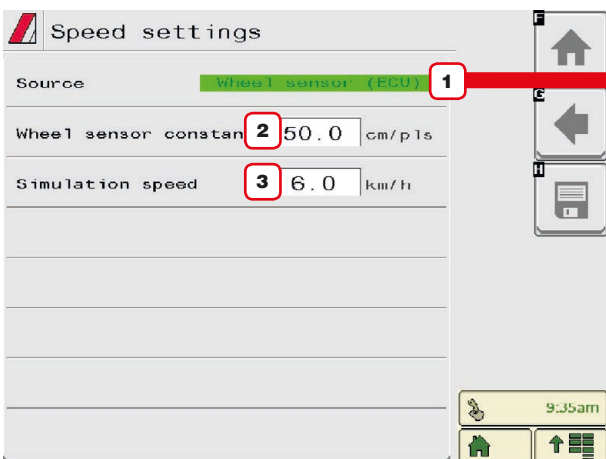 Speed settings
F
Source Wheel sensor (ECU) 1
G
Wheel sensor constan 2 50.0 cm/pls
Simulation speed 3 6.0 km/h
H
9:35am